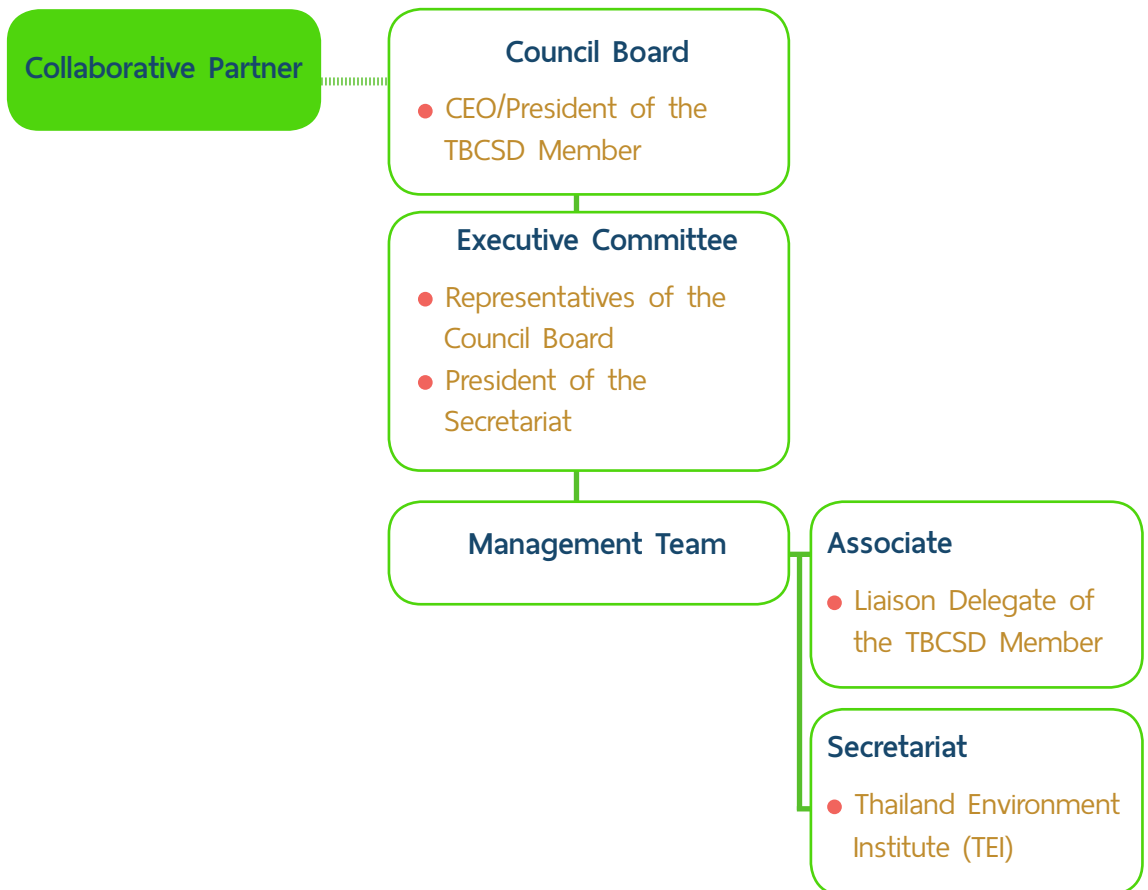 Collaborative Partner
Council Board
CEO/President of the
TBCSD Member
Executive Committee
Representatives of the
Council Board
President of the
Secretariat
Management Team
Associate
Liaison Delegate of
the TBCSD Member
Secretariat
Thailand Environment
Institute (TEI)